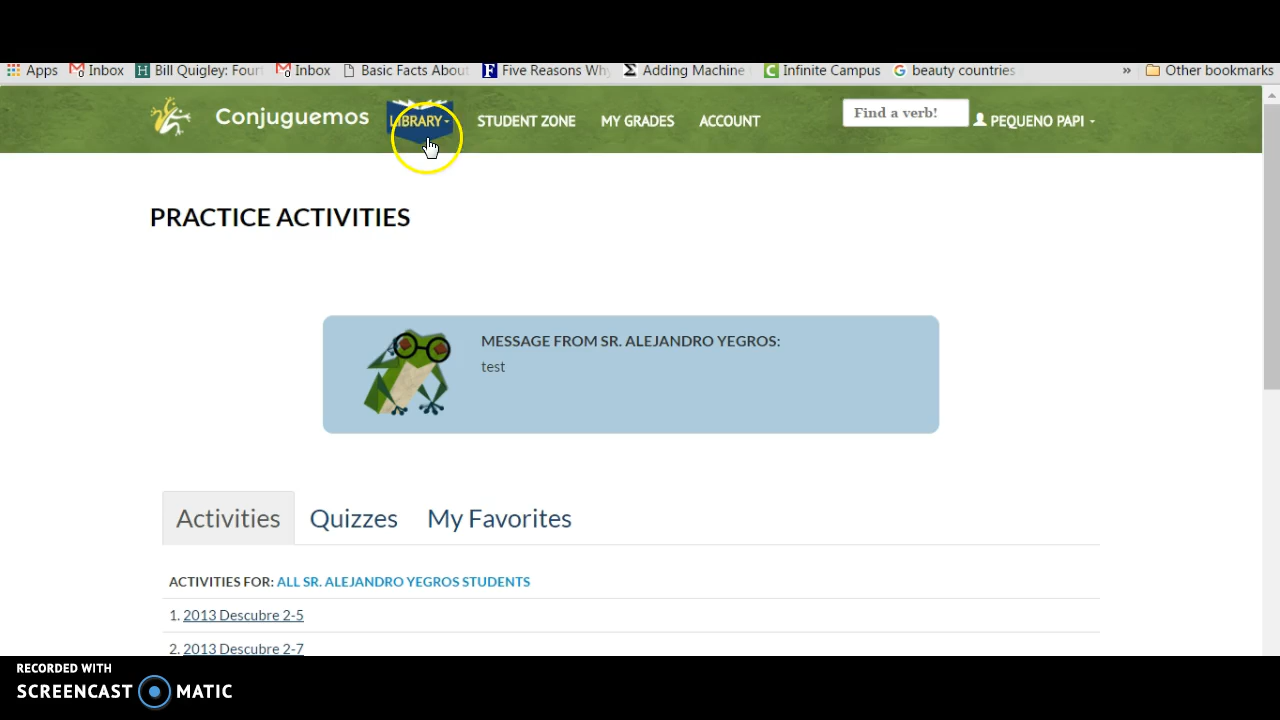 Apps Inbox Bill Quigley: Fourt Inbox Basic Facts About Five Reasons Why Adding Machine Infinite Campus beauty countries » Other bookmarks
Conjuguemos LIBRARY STUDENT ZONE MY GRADES ACCOUNT Find a verb! PEQUENO PAPI
PRACTICE ACTIVITIES
MESSAGE FROM SR. ALEJANDRO YEGROS:
test
Activities Quizzes My Favorites
ACTIVITIES FOR: ALL SR. ALEJANDRO YEGROS STUDENTS
1. 2013 Descubre 2-5
2. 2013 Descubre 2-7
RECORDED WITH
SCREENCAST MATIC